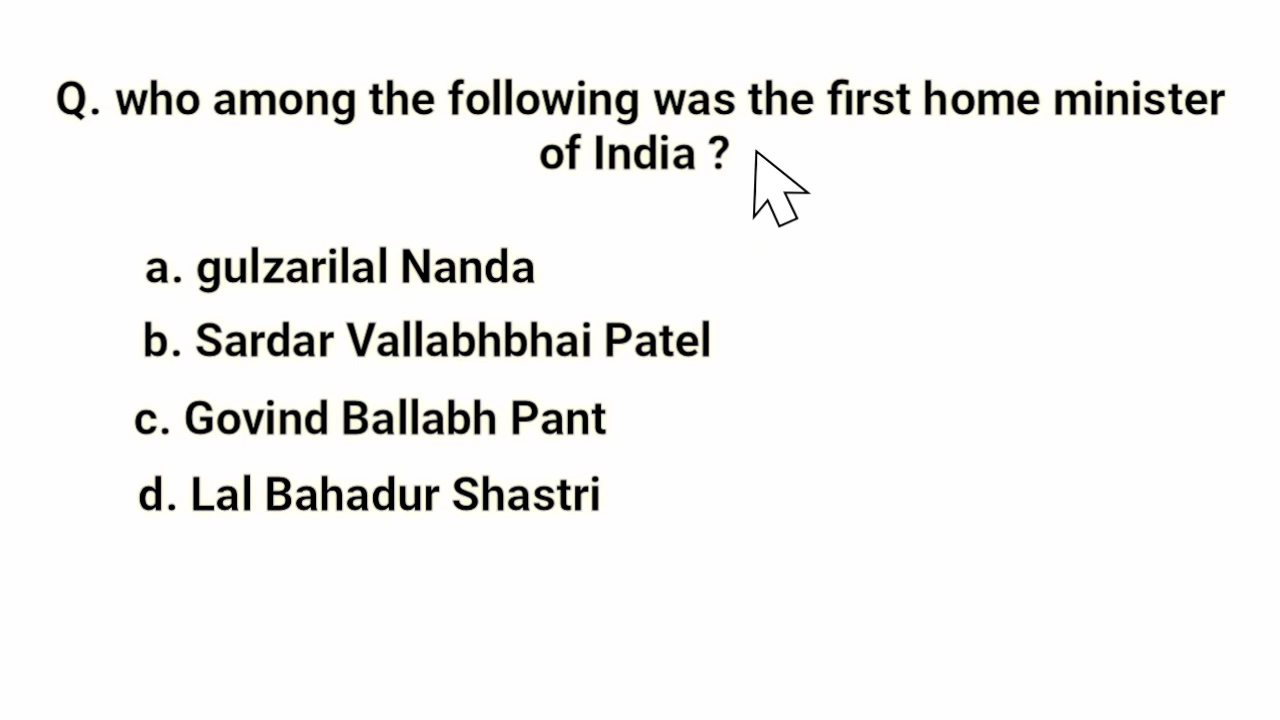 Q. who among the following was the first home minister
of India ?
a. gulzarilal Nanda
b. Sardar Vallabhbhai Patel
c. Govind Ballabh Pant
d. Lal Bahadur Shastri